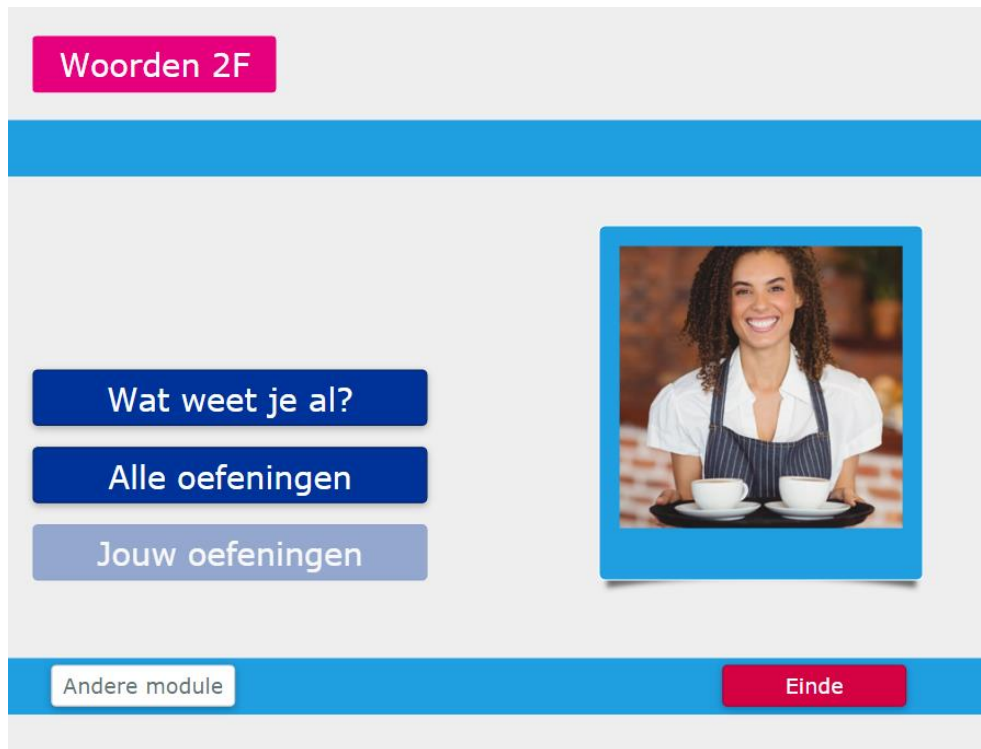 Woorden 2F
Wat weet je al?
Alle oefeningen
Jouw oefeningen
Andere module
Einde